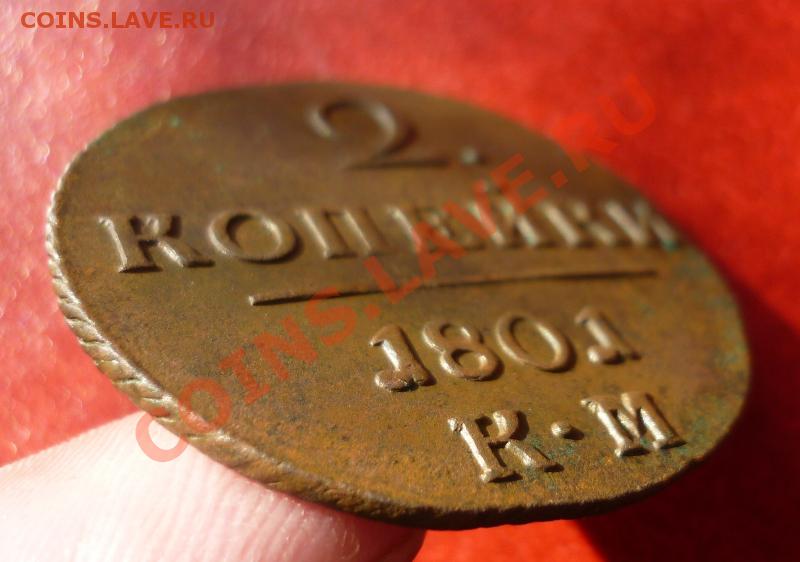 COINS.LAVE.RU
2.
КОПѢЙКИ
1801
К·М
COINS.LAVE.RU